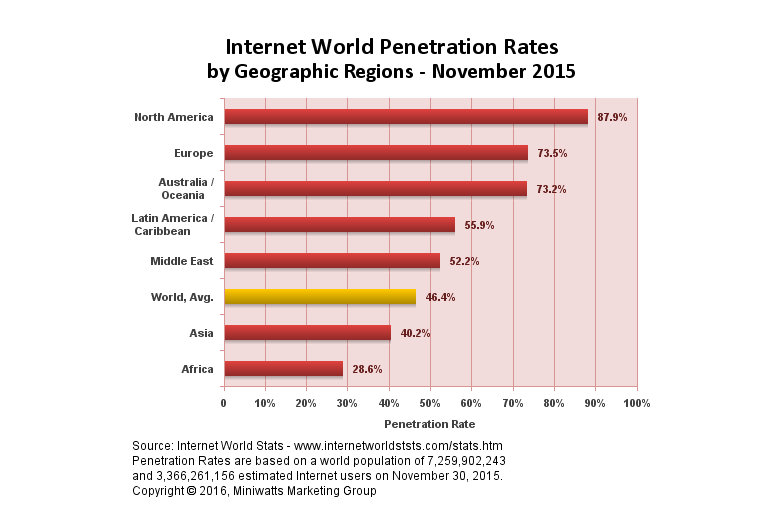 Internet World Penetration Rates
by Geographic Regions - November 2015
North America 87.9%
Europe 73.5%
Australia /
Oceania 73.2%
Latin America /
Caribbean 55.9%
Middle East 52.2%
World, Avg. 46.4%
Asia 40.2%
Africa 28.6%
0 10% 20% 30% 40% 50% 60% 70% 80% 90% 100%
Penetration Rate
Source: Internet World Stats - www.internetworldststs.com/stats.htm
Penetration Rates are based on a world population of 7,259,902,243
and 3,366,261,156 estimated Internet users on November 30, 2015.
Copyright © 2016, Miniwatts Marketing Group